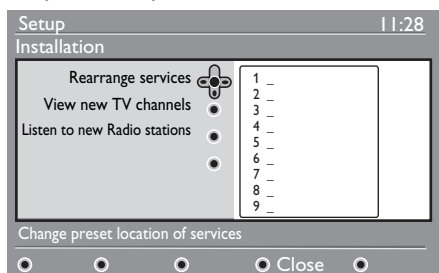 Setup 11:28
Installation
Rearrange services
View new TV channels
Listen to new Radio stations
1 _
2 _
3 _
4 _
5 _
6 _
7 _
8 _
9 _
Change preset location of services
Close